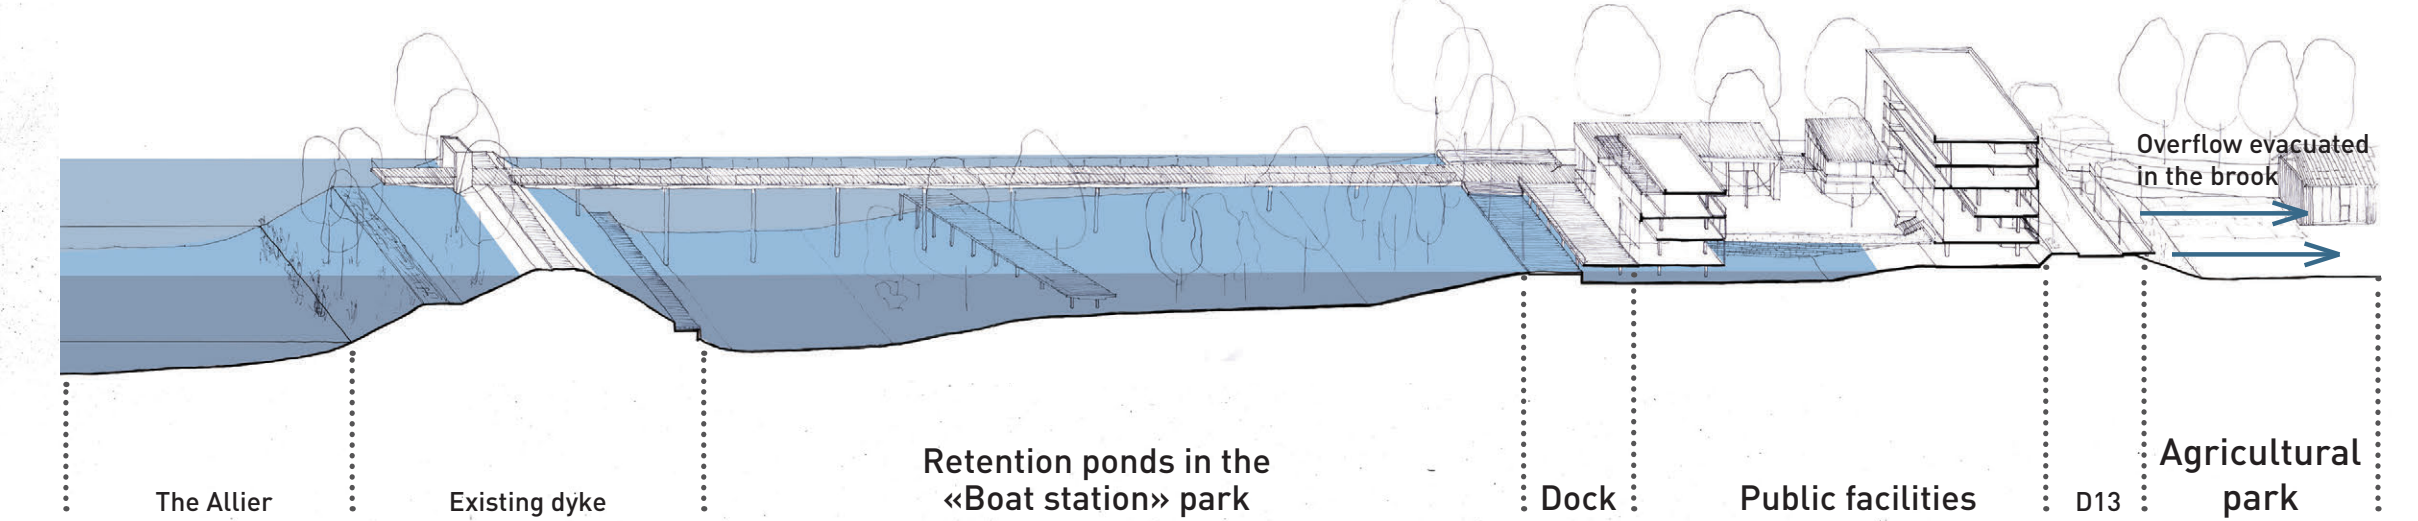 Overflow evacuated
in the brook
The Allier
Existing dyke
Retention ponds in the
«Boat station» park
Dock
Public facilities
D13
Agricultural
park